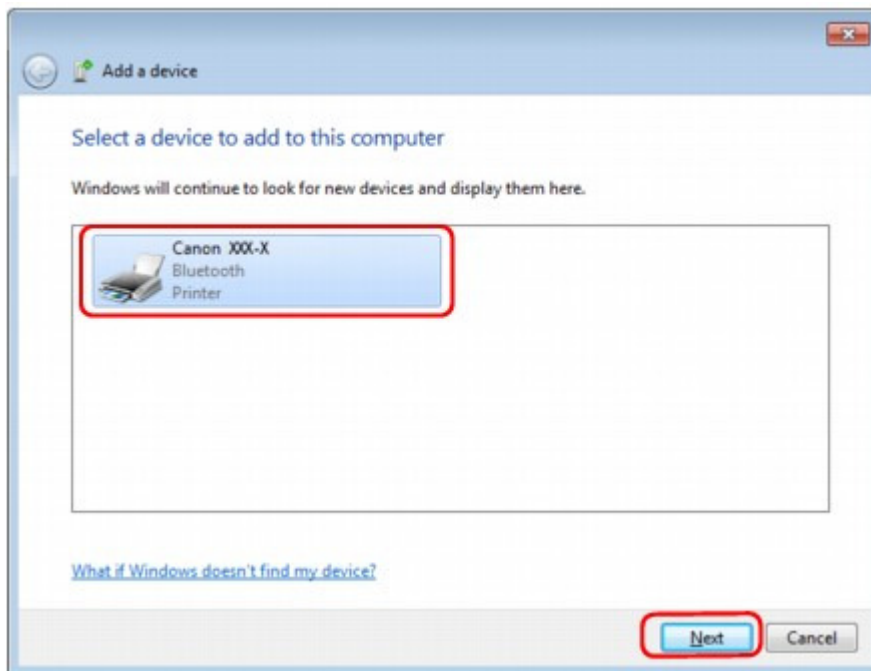 Add a device
Select a device to add to this computer
Windows will continue to look for new devices and display them here.
Canon XXX-X
Bluetooth
Printer
What if Windows doesn't find my device?
Next
Cancel